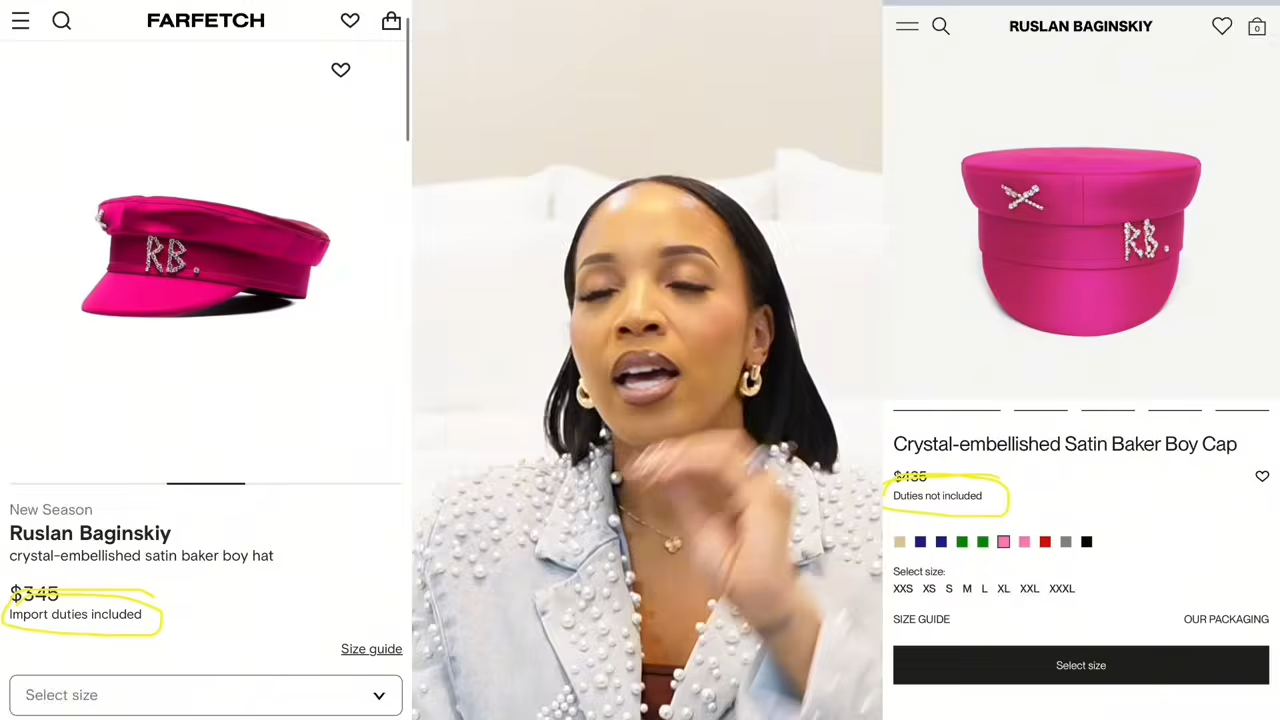 FARFETCH
RB.
New Season
Ruslan Baginskiy
crystal-embellished satin baker boy hat
$345
Import duties included
Size guide
Select size
RUSLAN BAGINSKIY
0
RB.
Crystal-embellished Satin Baker Boy Cap
$435
Duties not included
Select size:
XXS XS S M L XL XXL XXXL
SIZE GUIDE
OUR PACKAGING
Select size